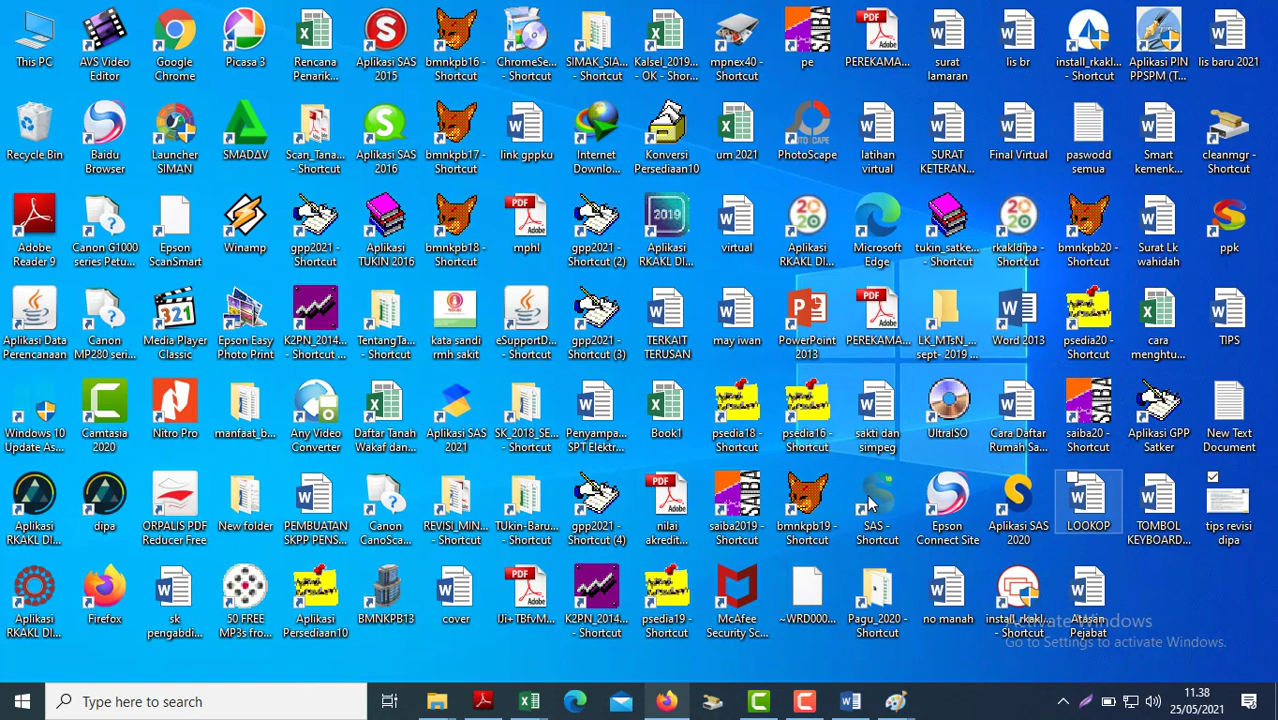 This PC
AVS Video
Editor
Google
Chrome
Picasa 3
Rencana
Penarik...
Aplikasi SAS
2015
bmnkpb16 -
Shortcut
ChromeSe...
- Shortcut
SIMAK_SIA...
- Shortcut
Kalsel_2019...
- OK - Shor...
mpnex40 -
Shortcut
pe
PEREKAMA...
surat
lamaran
lis br
install_rkakl...
- Shortcut
Aplikasi PIN
PPSPM (T...
lis baru 2021
Recycle Bin
Baidu
Browser
Launcher
SIMAN
SMADAV
Scan_Tana...
- Shortcut
Aplikasi SAS
2016
bmnkpb17 -
Shortcut
link gppku
Internet
Downlo...
Konversi
Persediaan10
um 2021
PhotoScape
latihan
virtual
SURAT
KETERAN...
Final Virtual
paswodd
semua
Smart
kemenk...
cleanmgr -
Shortcut
Adobe
Reader 9
Canon G1000
series Petu...
Epson
ScanSmart
Winamp
gpp2021 -
Shortcut
Aplikasi
TUKIN 2016
bmnkpb18 -
Shortcut
mphl
gpp2021 -
Shortcut (2)
Aplikasi
RKAKL DI...
virtual
Aplikasi
RKAKL DI...
Microsoft
Edge
tukin_satke...
- Shortcut
rkakldipa -
Shortcut
bmnkpb20 -
Shortcut
Surat Lk
wahidah
ppk
Aplikasi Data
Perencanaan
Canon
MP280 seri...
Media Player
Classic
Epson Easy
Photo Print
K2PN_2014...
- Shortcut ...
TentangTa...
- Shortcut
kata sandi
rmh sakit
eSupportD...
- Shortcut
gpp2021 -
Shortcut (3)
TERKAIT
TERUSAN
may iwan
PowerPoint
2013
PEREKAMA...
LK_MTsN_...
sept- 2019 ...
Word 2013
psedia20 -
Shortcut
cara
menghtu...
TIPS
Windows 10
Update As...
Camtasia
2020
Nitro Pro
manfaat_b...
Any Video
Converter
Daftar Tanah
Wakaf dan...
Aplikasi SAS
2021
SK_2018_SE...
- Shortcut
Penyampa...
SPT Elektr...
Book1
psedia18 -
Shortcut
psedia16 -
Shortcut
sakti dan
simpeg
UltraISO
Cara Daftar
Rumah Sa...
saiba20 -
Shortcut
Aplikasi GPP
Satker
New Text
Document
Aplikasi
RKAKL DI...
dipa
ORPALIS PDF
Reducer Free
New folder
PEMBUATAN
SKPP PENS...
Canon
CanoSca...
REVISI_MIN...
- Shortcut
TUkin-Baru...
- Shortcut
gpp2021 -
Shortcut (4)
nilai
akredit...
saiba2019 -
Shortcut
bmnkpb19 -
Shortcut
SAS -
Shortcut
Epson
Connect Site
Aplikasi SAS
2020
LOOKOP
TOMBOL
KEYBOARD...
tips revisi
dipa
Aplikasi
RKAKL DI...
Firefox
sk
pengabdi...
50 FREE
MP3s fro...
Aplikasi
Persediaan10
BMNKPB13
cover
IJi+TBfvM...
K2PN_2014...
- Shortcut
psedia19 -
Shortcut
McAfee
Security Sc...
~WRD000...
Pagu_2020 -
Shortcut
no manah
install_rkakl...
- Shortcut
Atasan
Pejabat
Activate Windows
Go to Settings to activate Windows.
Type here to search
11.38
25/05/2021